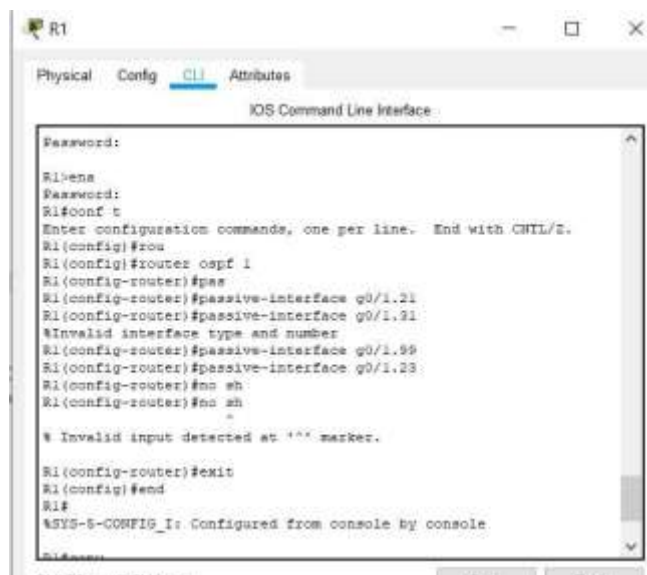 R1
Physical Config CLI Attributes
IOS Command Line Interface
Password:
R1>ena
Password:
R1#conf t
Enter configuration commands, one per line. End with CNTL/Z.
R1(config)#rou
R1(config)#router ospf 1
R1(config-router)#pas
R1(config-router)#passive-interface g0/1.21
R1(config-router)#passive-interface g0/1.31
%Invalid interface type and number
R1(config-router)#passive-interface g0/1.99
R1(config-router)#passive-interface g0/1.23
R1(config-router)#no sh
R1(config-router)#no sh
^
% Invalid input detected at '^' marker.
R1(config-router)#exit
R1(config)#end
R1#
%SYS-5-CONFIG_I: Configured from console by console